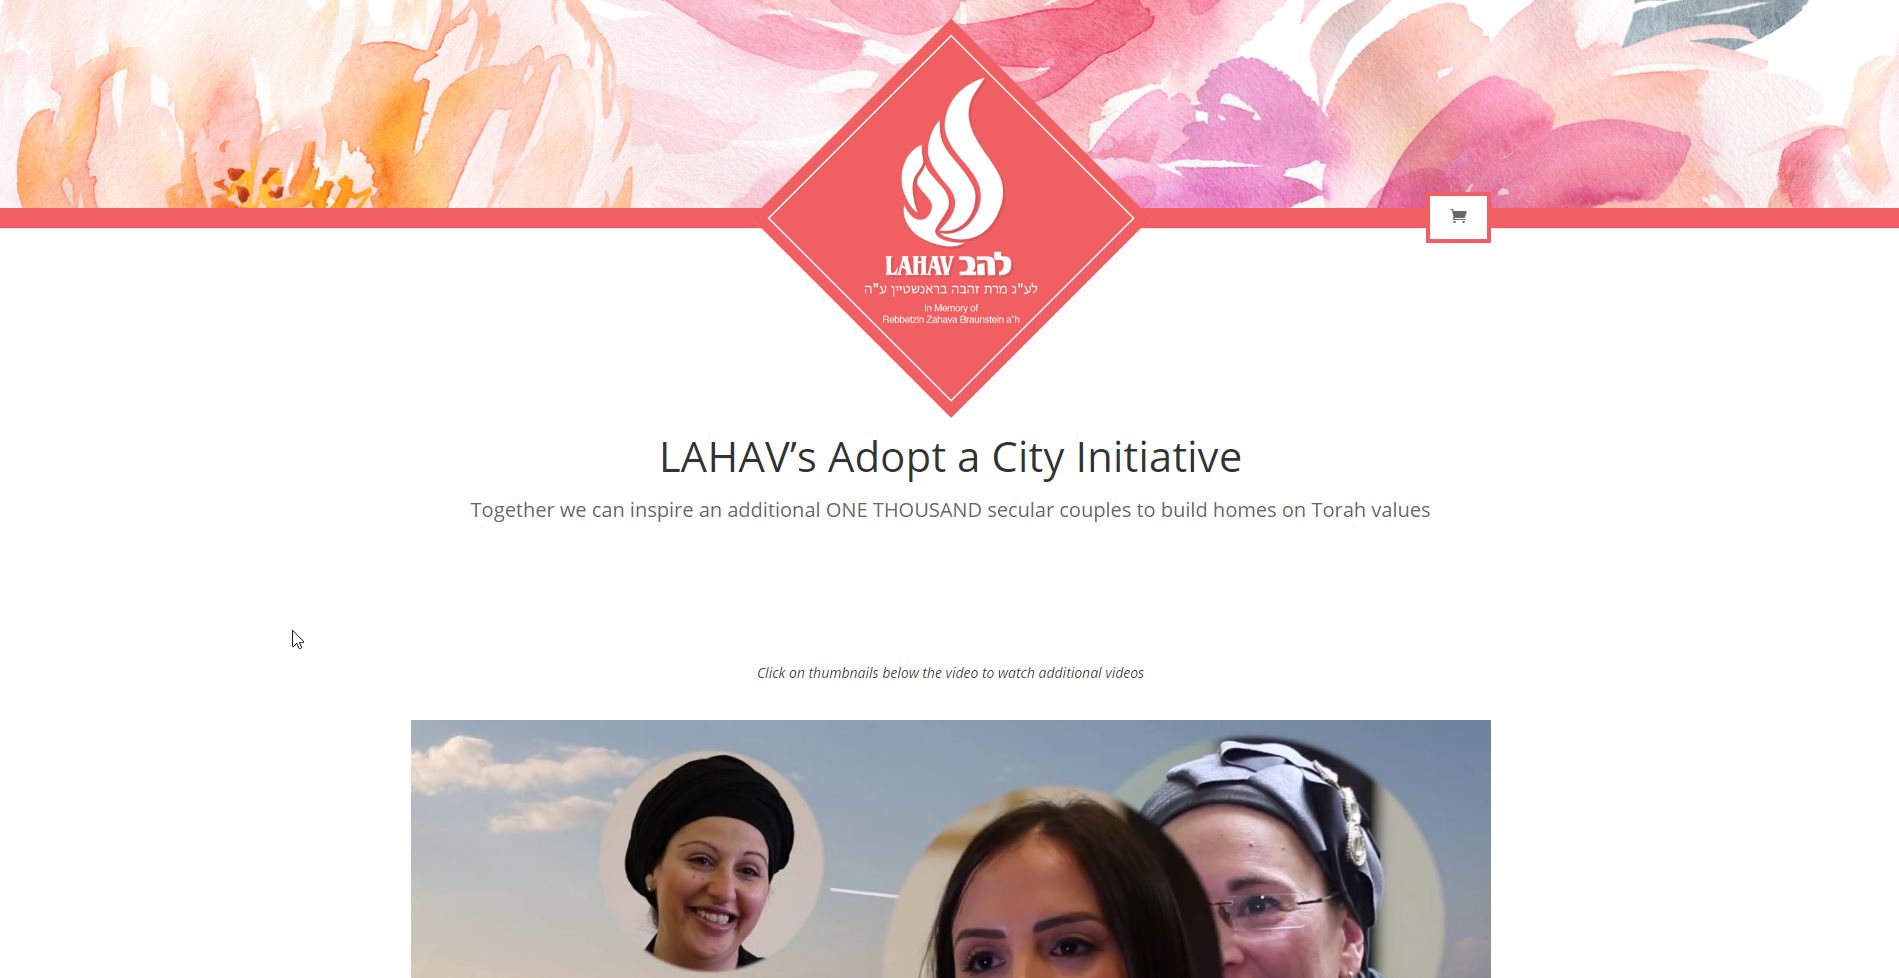 LAHAV להב
לע"נ מרת זהבה בראנשטיין ע"ה
In Memory of
Rebbetzin Zahava Braunstein a"h
LAHAV’s Adopt a City Initiative
Together we can inspire an additional ONE THOUSAND secular couples to build homes on Torah values
Click on thumbnails below the video to watch additional videos